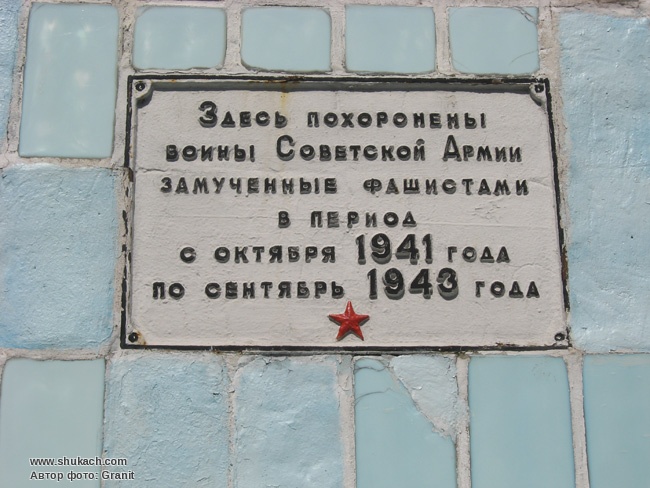 Здесь похоронены
воины Советской Армии
замученные фашистами
в период
с октября 1941 года
по сентябрь 1943 года
www.shukach.com
Автор фото: Granit